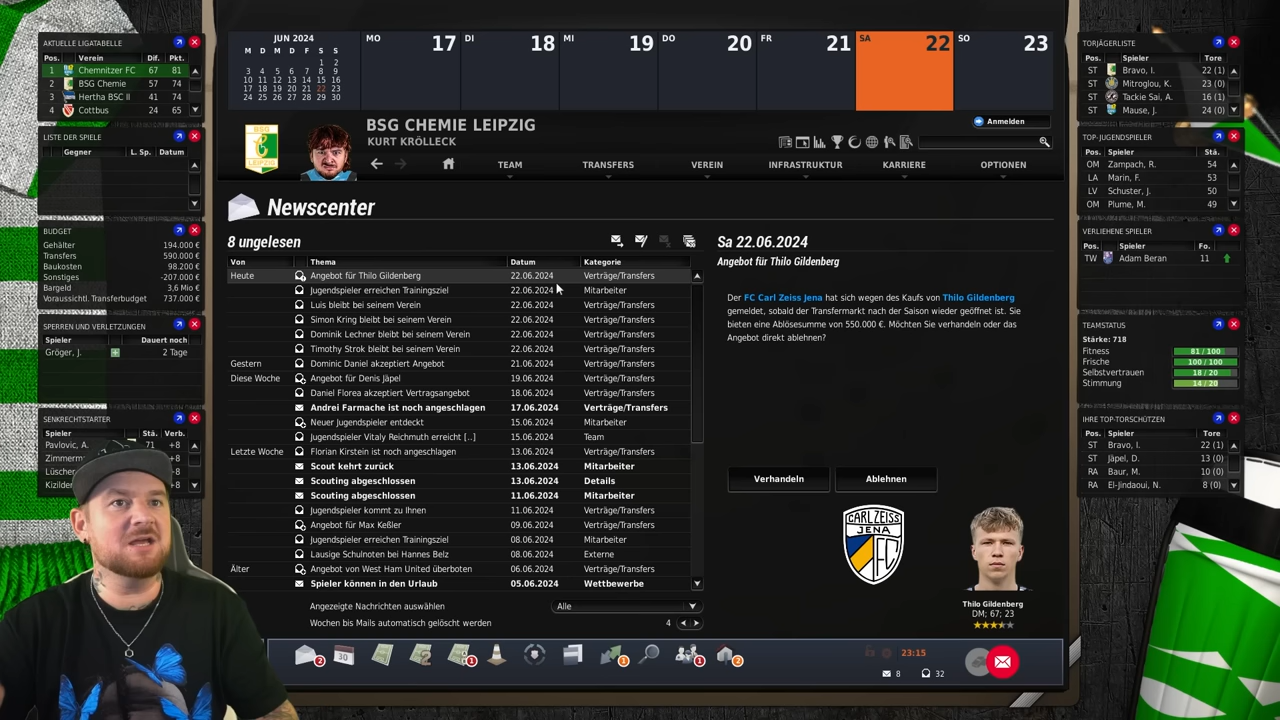 AKTUELLE LIGATABELLE
Pos. Verein Dif. Pkt.
1 Chemnitzer FC 67 81
2 BSG Chemie 57 74
3 Hertha BSC II 41 74
4 Cottbus 24 65
LISTE DER SPIELE
Gegner L. Sp. Datum
BUDGET
Gehälter 194.000 €
Transfers 590.000 €
Baukosten 98.200 €
Sonstiges -207.000 €
Bargeld 3,6 Mio €
Voraussichtl. Transferbudget 737.000 €
SPERREN UND VERLETZUNGEN
Spieler Dauert noch
Gröger, J. 2 Tage
SENKRECHTSTARTER
Spieler Stä. Verb.
Pavlovic, A. 71 +8
Zimmerm +8
Lüscher +8
Kizilde +8
JUN 2024
M D M D F S S
1 2
3 4 5 6 7 8 9
10 11 12 13 14 15 16
17 18 19 20 21 22 23
24 25 26 27 28 29 30
MO 17
DI 18
MI 19
DO 20
FR 21
SA 22
SO 23
BSG CHEMIE LEIPZIG
KURT KRÖLLECK
Anmelden
BSG
LEIPZIG
TEAM TRANSFERS VEREIN INFRASTRUKTUR KARRIERE OPTIONEN
Newscenter
8 ungelesen
Von Thema Datum Kategorie
Heute Angebot für Thilo Gildenberg 22.06.2024 Verträge/Transfers
Jugendspieler erreichen Trainingsziel 22.06.2024 Mitarbeiter
Luis bleibt bei seinem Verein 22.06.2024 Verträge/Transfers
Simon Kring bleibt bei seinem Verein 22.06.2024 Verträge/Transfers
Dominik Lechner bleibt bei seinem Verein 22.06.2024 Verträge/Transfers
Timothy Strok bleibt bei seinem Verein 22.06.2024 Verträge/Transfers
Gestern Dominic Daniel akzeptiert Angebot 21.06.2024 Verträge/Transfers
Diese Woche Angebot für Denis Jäpel 19.06.2024 Verträge/Transfers
Daniel Florea akzeptiert Vertragsangebot 18.06.2024 Verträge/Transfers
Andrei Farmache ist noch angeschlagen 17.06.2024 Verträge/Transfers
Neuer Jugendspieler entdeckt 15.06.2024 Mitarbeiter
Jugendspieler Vitaly Reichmuth erreicht [..] 15.06.2024 Team
Letzte Woche Florian Kirstein ist noch angeschlagen 13.06.2024 Verträge/Transfers
Scout kehrt zurück 13.06.2024 Mitarbeiter
Scouting abgeschlossen 13.06.2024 Details
Scouting abgeschlossen 11.06.2024 Mitarbeiter
Jugendspieler kommt zu Ihnen 11.06.2024 Verträge/Transfers
Angebot für Max Keßler 09.06.2024 Verträge/Transfers
Jugendspieler erreichen Trainingsziel 08.06.2024 Mitarbeiter
Lausige Schulnoten bei Hannes Belz 08.06.2024 Externe
Älter Angebot von West Ham United überboten 06.06.2024 Verträge/Transfers
Spieler können in den Urlaub 05.06.2024 Wettbewerbe
Angezeigte Nachrichten auswählen Alle
Wochen bis Mails automatisch gelöscht werden 4
Sa 22.06.2024
Angebot für Thilo Gildenberg
Der FC Carl Zeiss Jena hat sich wegen des Kaufs von Thilo Gildenberg
gemeldet, sobald der Transfermarkt nach der Saison wieder geöffnet ist. Sie
bieten eine Ablösesumme von 550.000 €. Möchten Sie verhandeln oder das
Angebot direkt ablehnen?
Verhandeln Ablehnen
CARL ZEISS
JENA
FC
Thilo Gildenberg
DM; 67; 23
2 30 2 1 3 1 2
23:15
8 32
TORJÄGERLISTE
Pos. Spieler Tore
ST Bravo, I. 22 (1)
ST Mitroglou, K. 23 (0)
ST Tackie Sai, A. 16 (1)
ST Mause, J. 24 (0)
TOP-JUGENDSPIELER
Pos. Spieler Stä.
OM Zampach, R. 54
LA Marin, F. 53
LV Schuster, J. 50
OM Plume, M. 49
VERLIEHENE SPIELER
Pos. Spieler Fo.
TW Adam Beran 11
TEAMSTATUS
Stärke: 718
Fitness 81 / 100
Frische 100 / 100
Selbstvertrauen 18 / 20
Stimmung 14 / 20
IHRE TOP-TORSCHÜTZEN
Pos. Spieler Tore
ST Bravo, I. 22 (1)
ST Jäpel, D. 13 (0)
RA Baur, M. 10 (0)
RA El-Jindaoui, N. 8 (0)